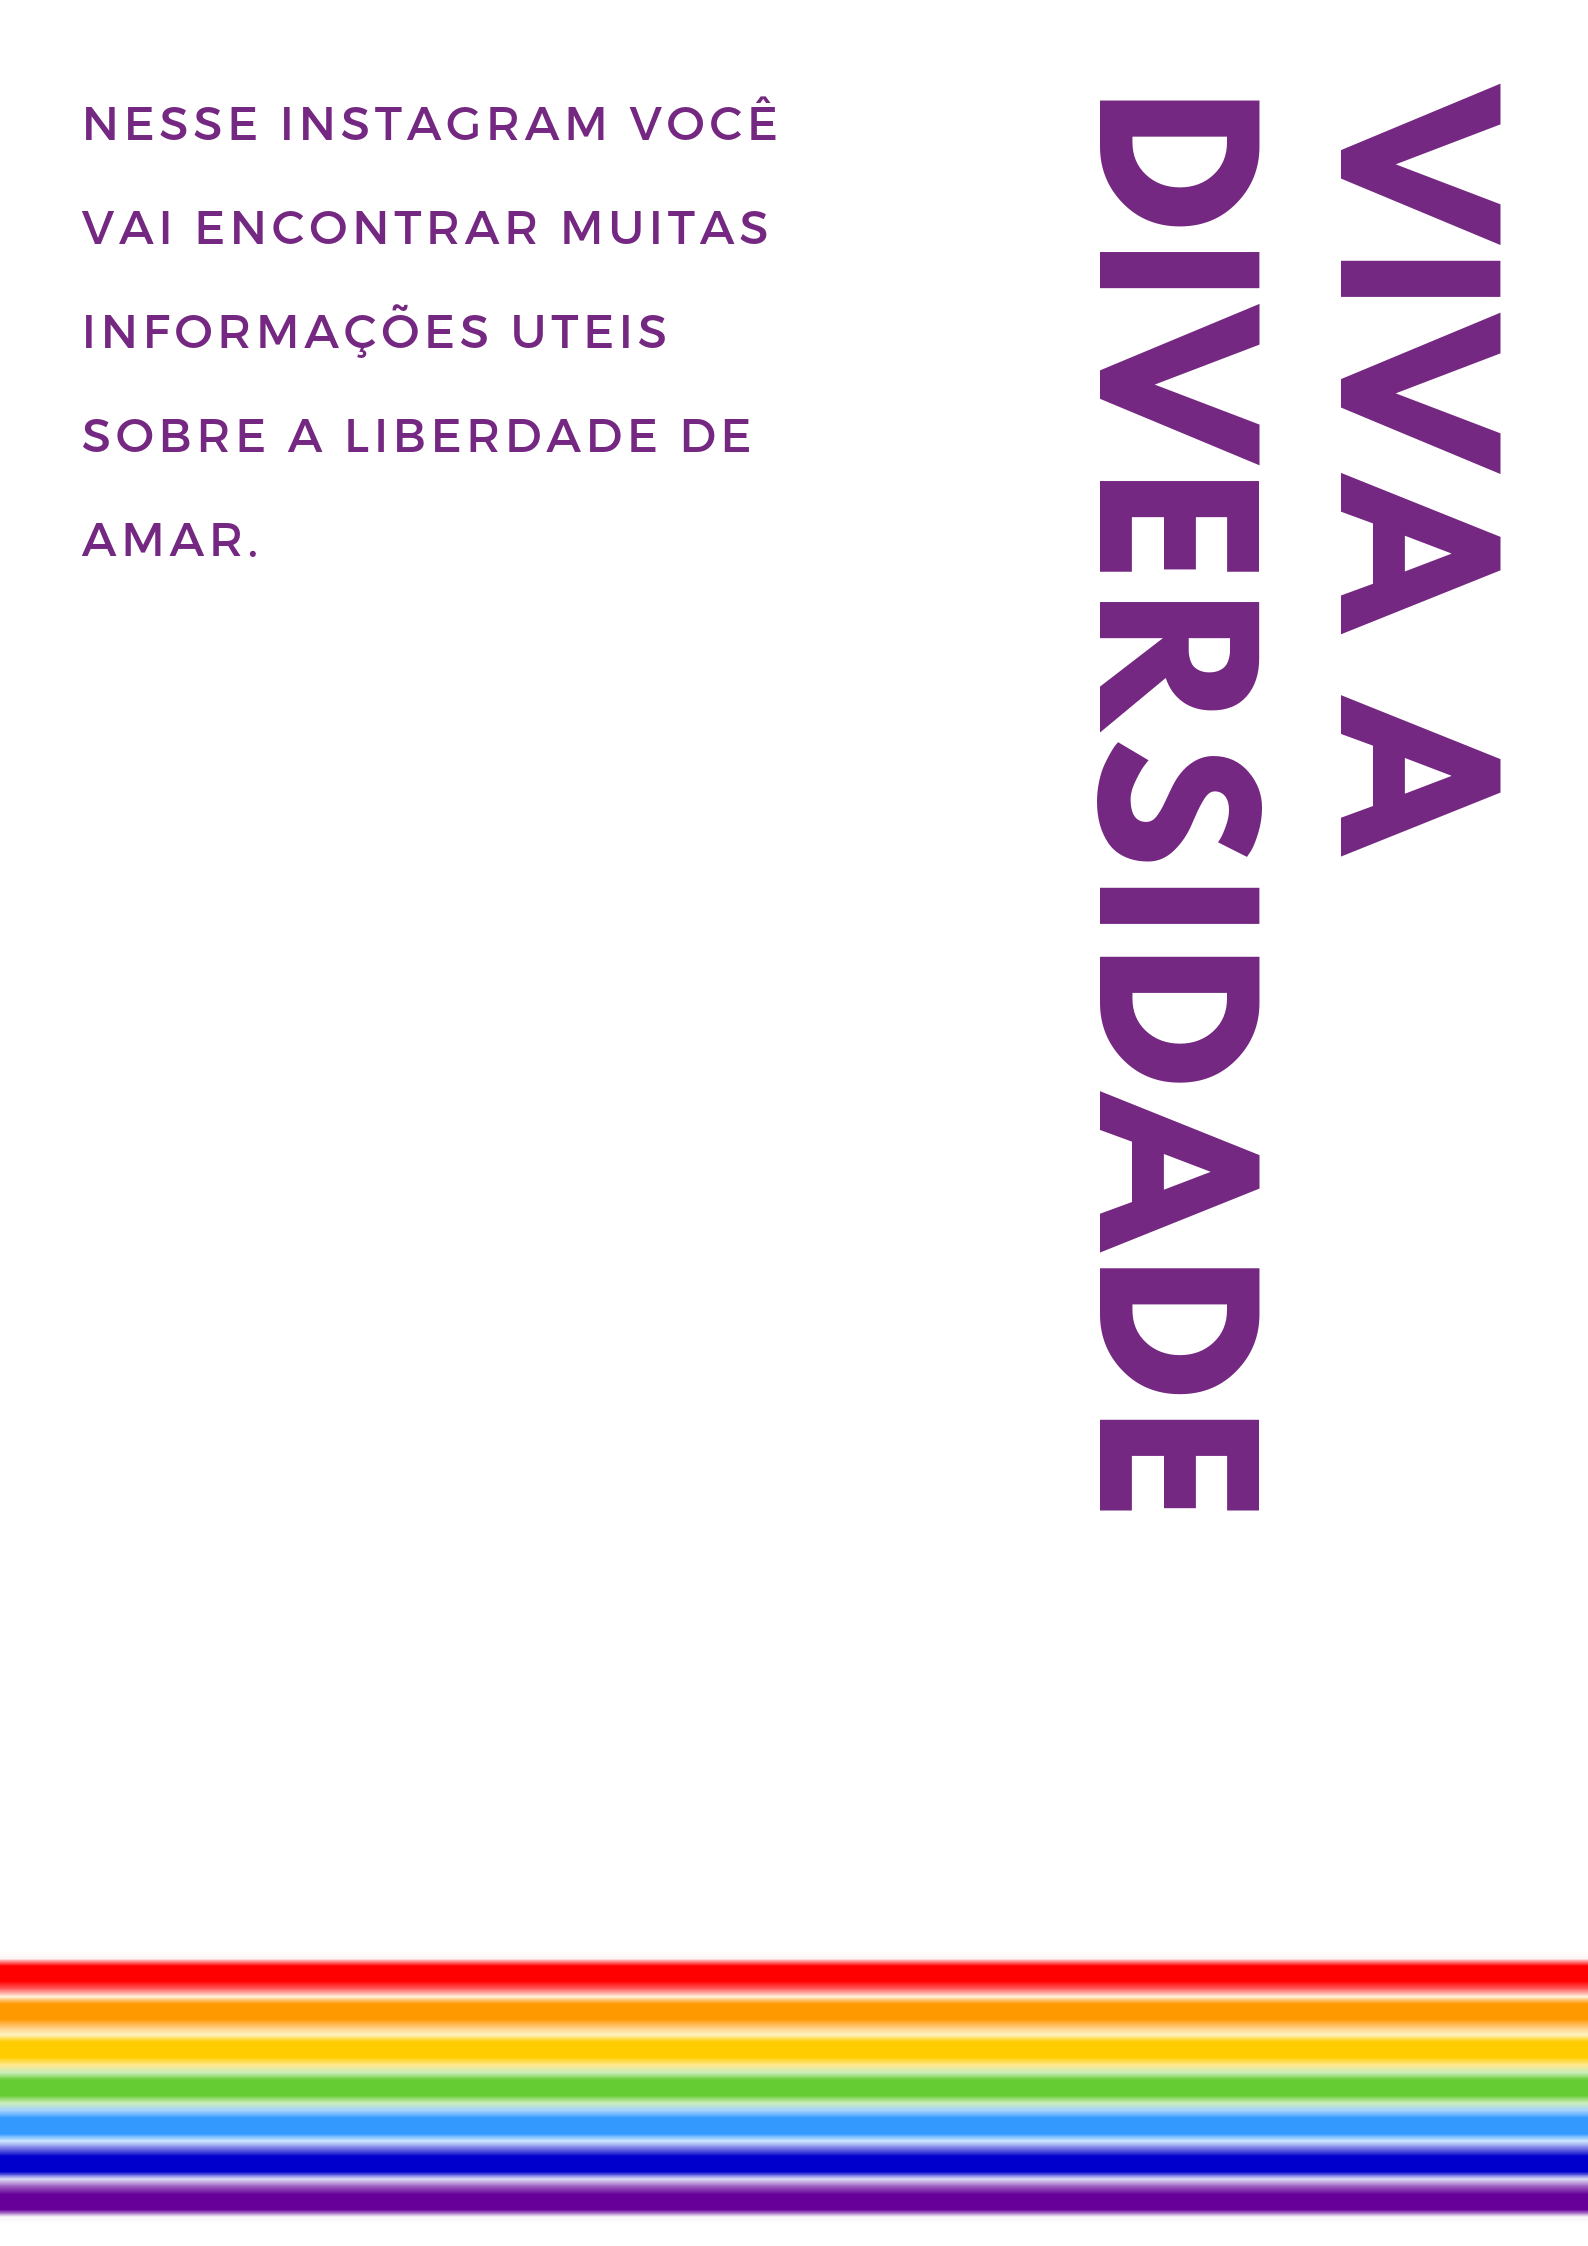 NESSE INSTAGRAM VOCÊ
VAI ENCONTRAR MUITAS
INFORMAÇÕES UTEIS
SOBRE A LIBERDADE DE
AMAR.
VIVA A
DIVERSIDADE